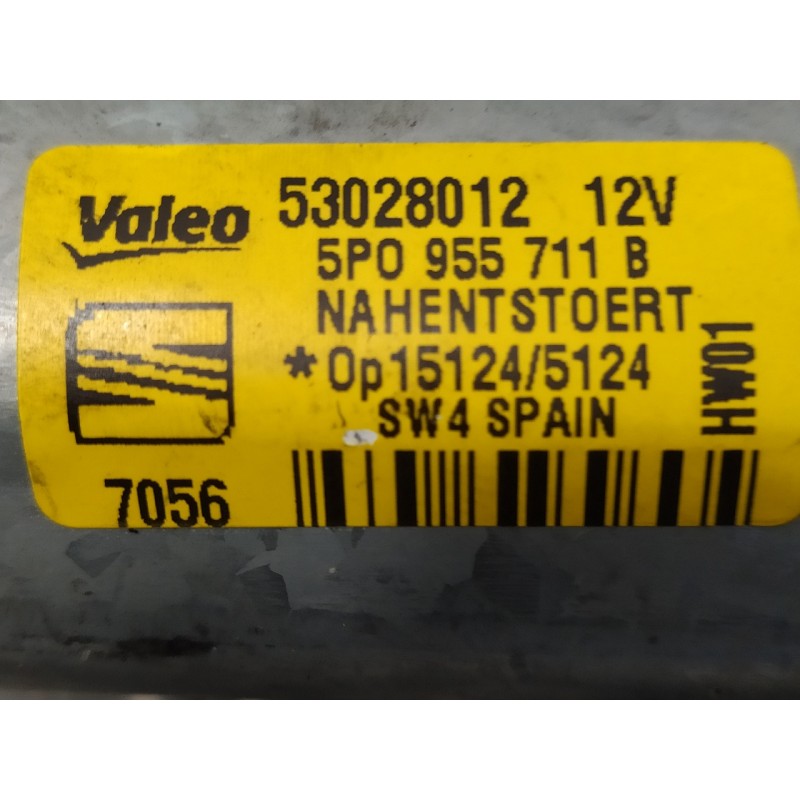 Valeo 53028012 12V
5P0 955 711 B
NAHENTSTOERT
*Op15124/5124
SW4 SPAIN
HW01
7056